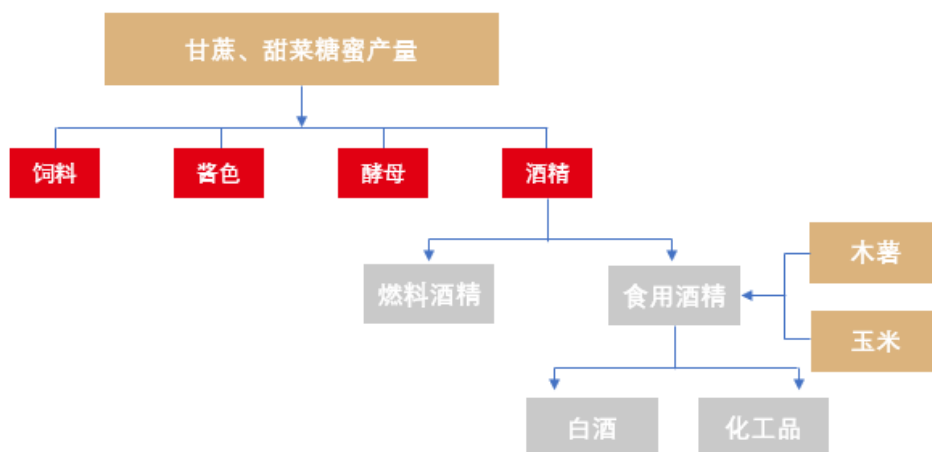 甘蔗、甜菜糖蜜产量
饲料
酱色
酵母
酒精
木薯
燃料酒精
食用酒精
玉米
白酒
化工品